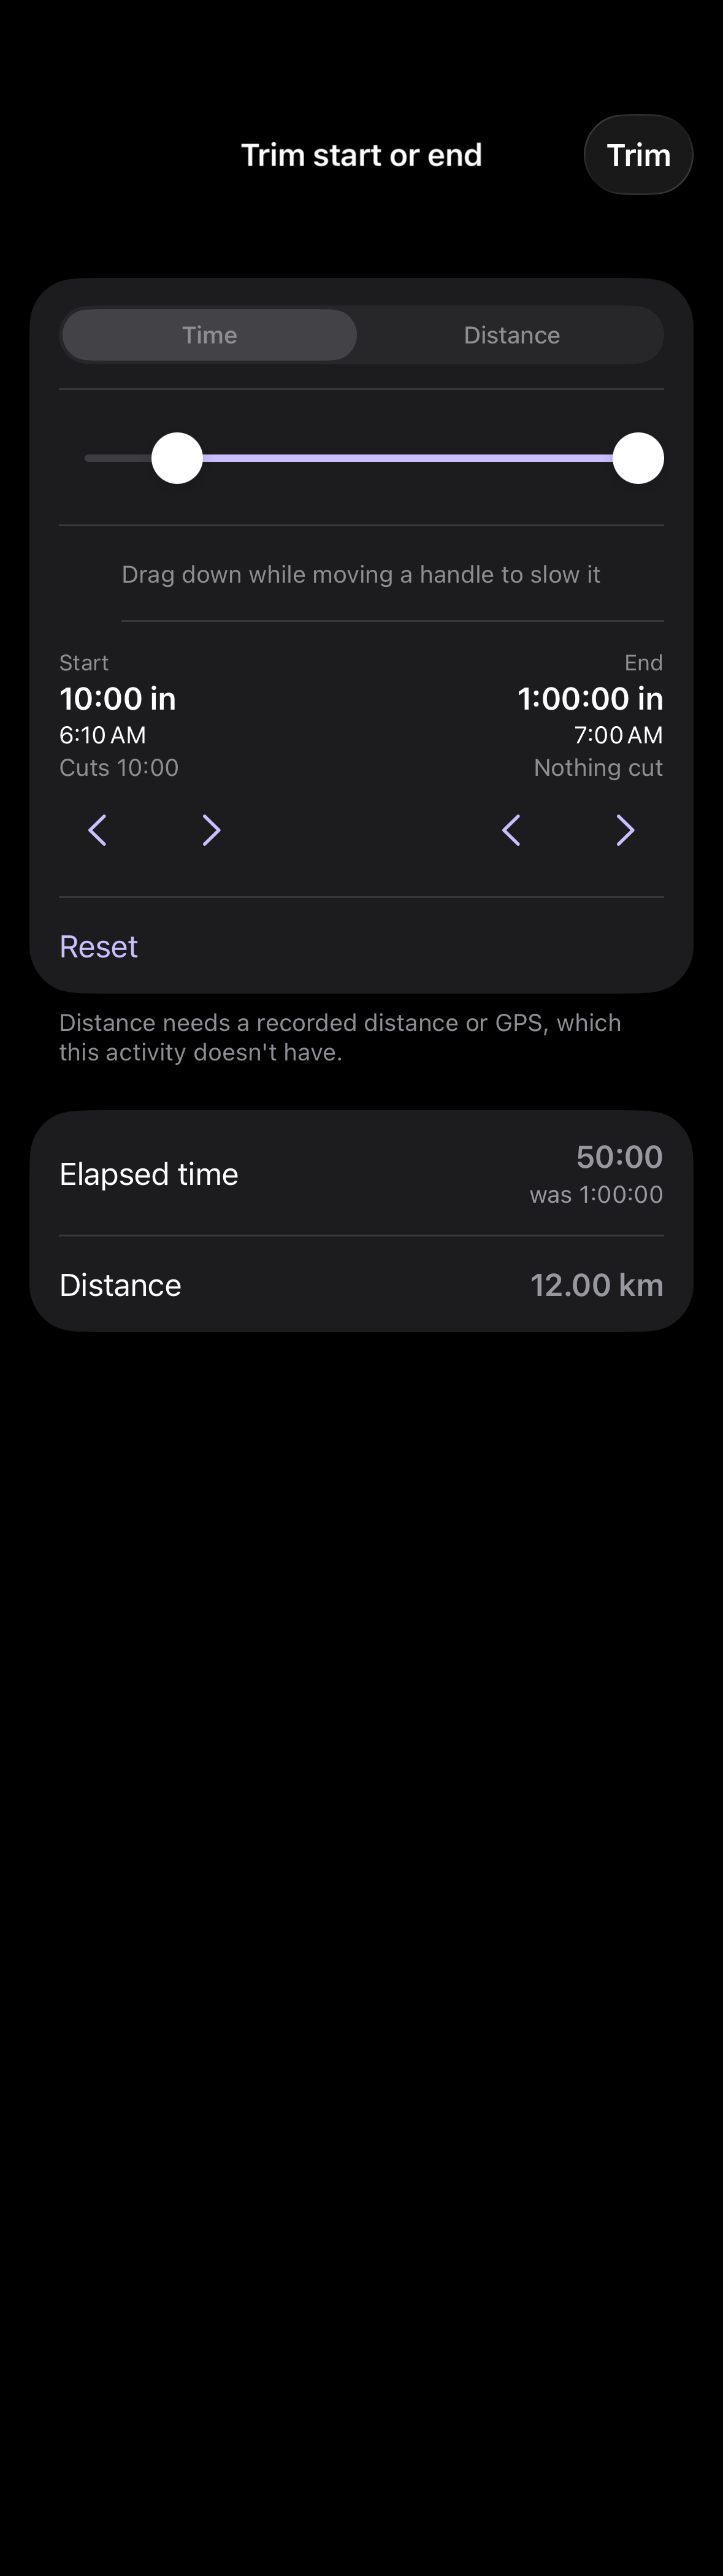 Trim start or end
Trim
Time
Distance
Drag down while moving a handle to slow it
Start
End
10:00 in
1:00:00 in
6:10 AM
7:00 AM
Cuts 10:00
Nothing cut
Reset
Distance needs a recorded distance or GPS, which
this activity doesn't have.
Elapsed time
50:00
was 1:00:00
Distance
12.00 km